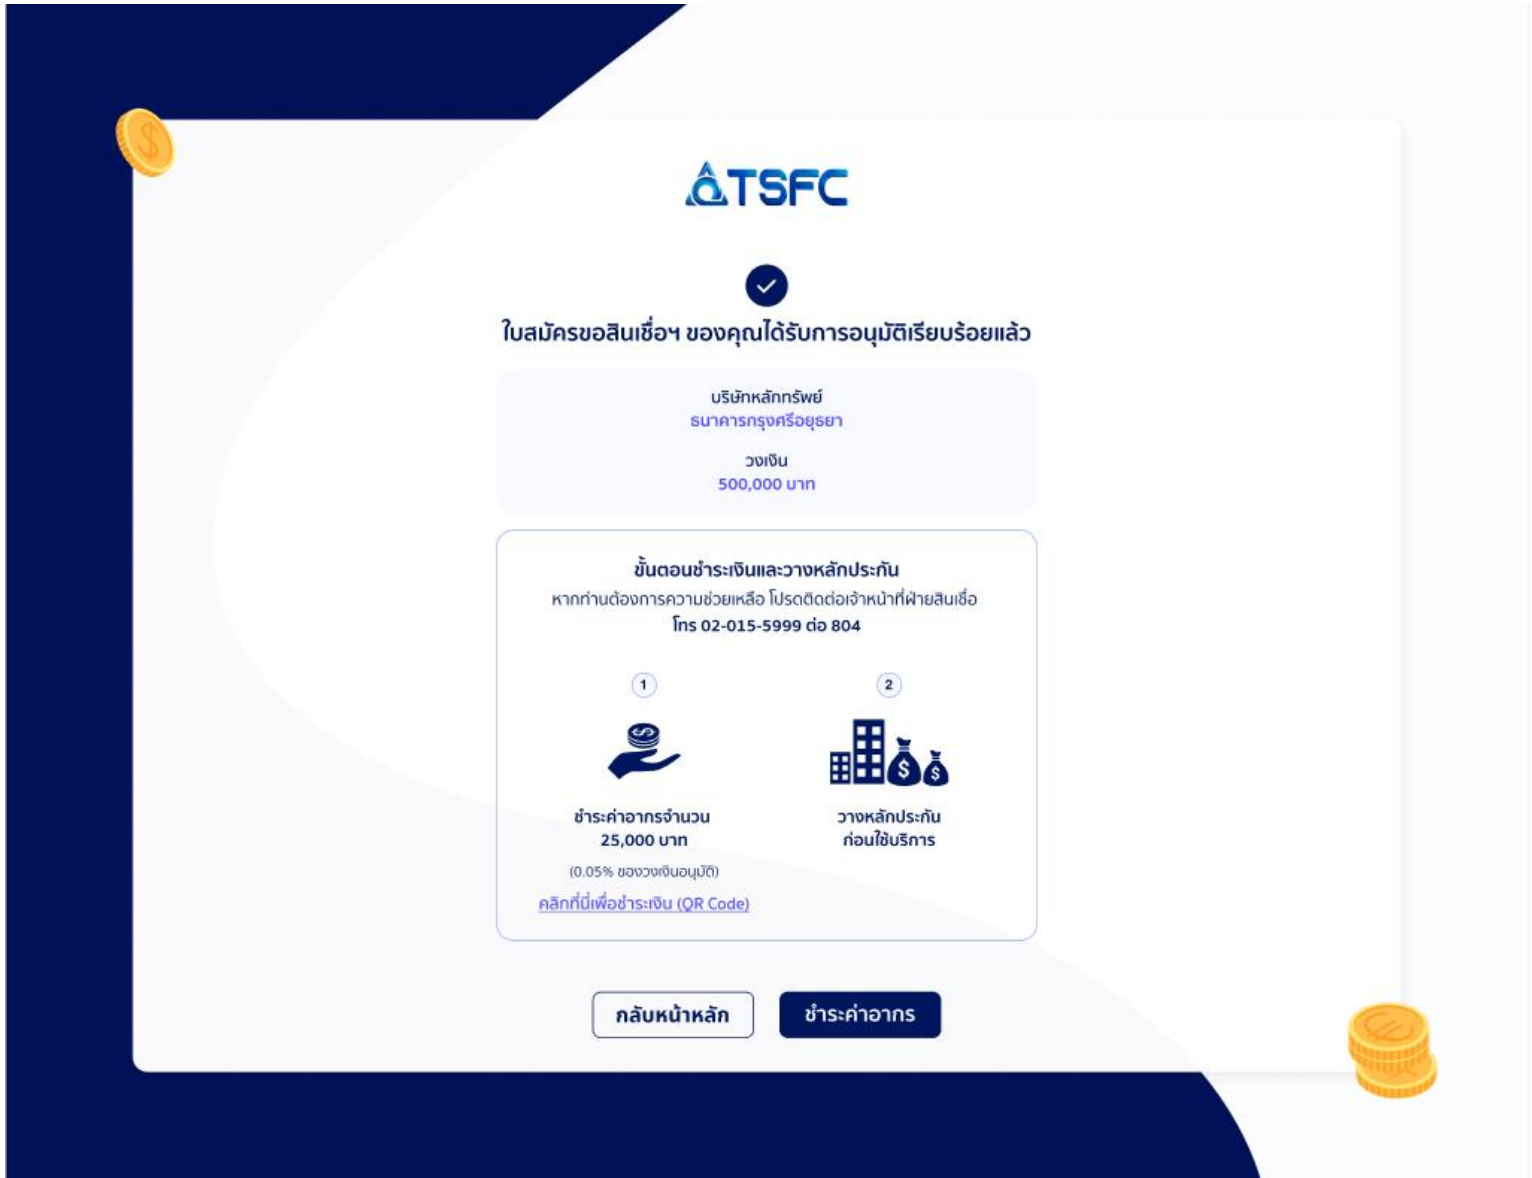 TSFC
ใบสมัครขอสินเชื่อฯ ของคุณได้รับการอนุมัติเรียบร้อยแล้ว
บริษัทหลักทรัพย์
ธนาคารกรุงศรีอยุธยา
วงเงิน
500,000 บาท
ขั้นตอนชำระเงินและวางหลักประกัน
หากท่านต้องการความช่วยเหลือ โปรดติดต่อเจ้าหน้าที่ฝ่ายสินเชื่อ
โทร 02-015-5999 ต่อ 804
1
2
ชำระค่าอากรจำนวน
25,000 บาท
(0.05% ของวงเงินอนุมัติ)
คลิกที่นี่เพื่อชำระเงิน (QR Code)
วางหลักประกัน
ก่อนใช้บริการ
กลับหน้าหลัก
ชำระค่าอากร